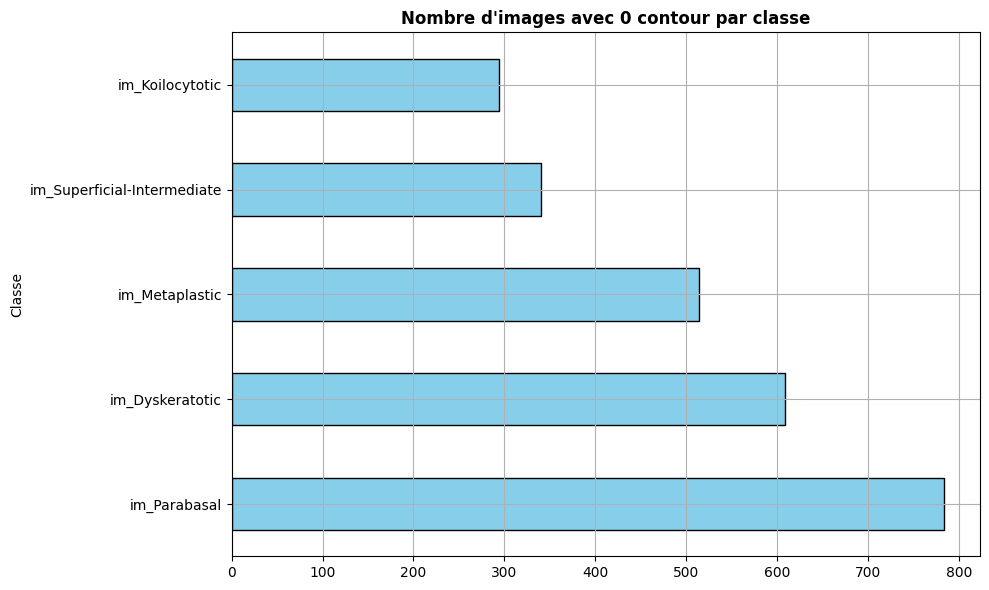 Nombre d'images avec 0 contour par classe
im_Koilocytotic
im_Superficial-Intermediate
im_Metaplastic
im_Dyskeratotic
im_Parabasal
Classe
0 100 200 300 400 500 600 700 800